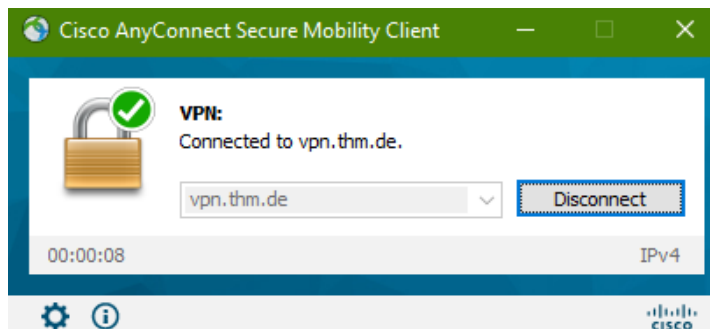 Cisco AnyConnect Secure Mobility Client
VPN:
Connected to vpn.thm.de.
vpn.thm.de
Disconnect
00:00:08
IPv4
CISCO